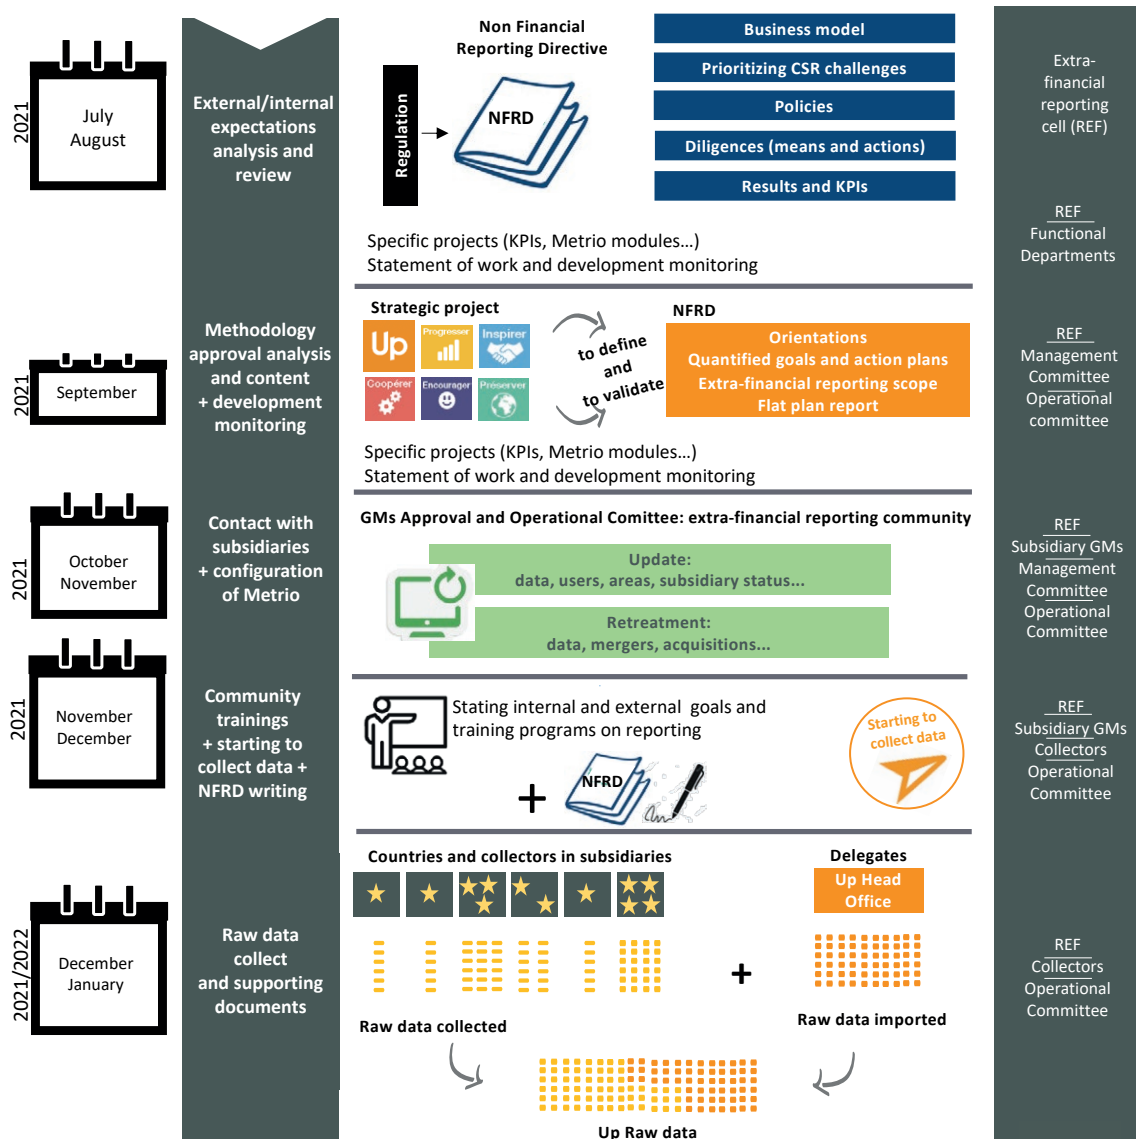 2021
July
August
External/internal
expectations
analysis and
review
Non Financial
Reporting Directive
Regulation
NFRD
Business model
Prioritizing CSR challenges
Policies
Diligences (means and actions)
Results and KPIs
Extra-
financial
reporting
cell (REF)
REF
Functional
Departments
Specific projects (KPIs, Metrio modules...)
Statement of work and development monitoring
2021
September
Methodology
approval analysis
and content
+ development
monitoring
Strategic project
Up
Progresser
Inspirer
Coopérer
Encourager
Préserver
to define
and
to validate
NFRD
Orientations
Quantified goals and action plans
Extra-financial reporting scope
Flat plan report
REF
Management
Committee
Operational
committee
Specific projects (KPIs, Metrio modules...)
Statement of work and development monitoring
2021
October
November
Contact with
subsidiaries
+ configuration
of Metrio
GMs Approval and Operational Comittee: extra-financial reporting community
Update:
data, users, areas, subsidiary status...
Retreatment:
data, mergers, acquisitions...
REF
Subsidiary GMs
Management
Committee
Operational
Committee
2021
November
December
Community
trainings
+ starting to
collect data +
NFRD writing
Stating internal and external goals and
training programs on reporting
+
NFRD
Starting to
collect data
REF
Subsidiary GMs
Collectors
Operational
Committee
2021/2022
December
January
Raw data
collect
and supporting
documents
Countries and collectors in subsidiaries
Delegates
Up Head
Office
+
Raw data collected
Raw data imported
Up Raw data
REF
Collectors
Operational
Committee